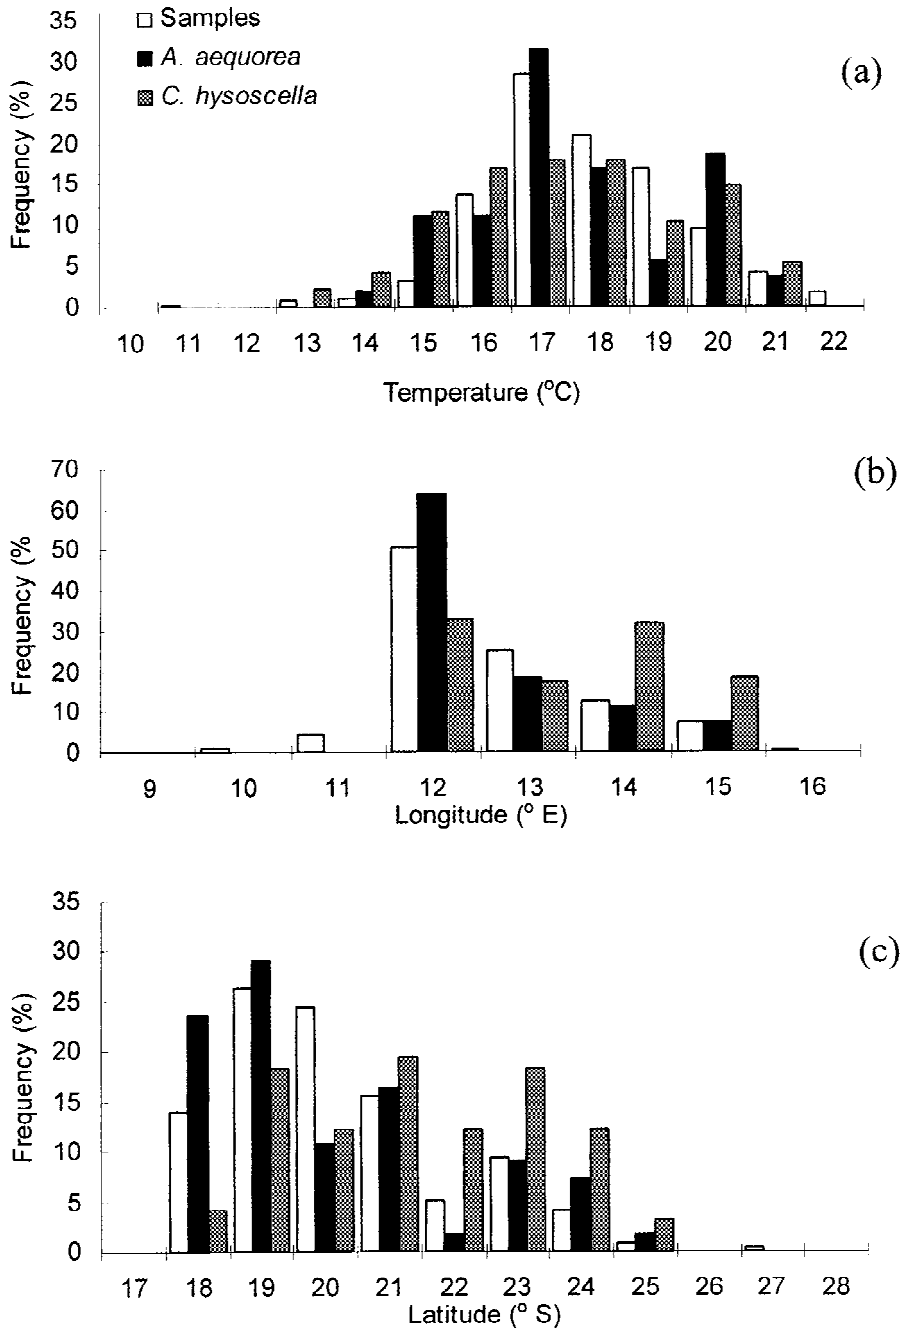 35
30
25
20
15
10
5
0
Frequency (%)
Samples
A. aequorea
C. hysoscella
(a)
10 11 12 13 14 15 16 17 18 19 20 21 22
Temperature (°C)
70
60
50
40
30
20
10
0
Frequency (%
(b)
9 10 11 12 13 14 15 16
Longitude (° E)
35
30
25
20
15
10
5
0
Frequency (%)
(c)
17 18 19 20 21 22 23 24 25 26 27 28
Latitude (° S)